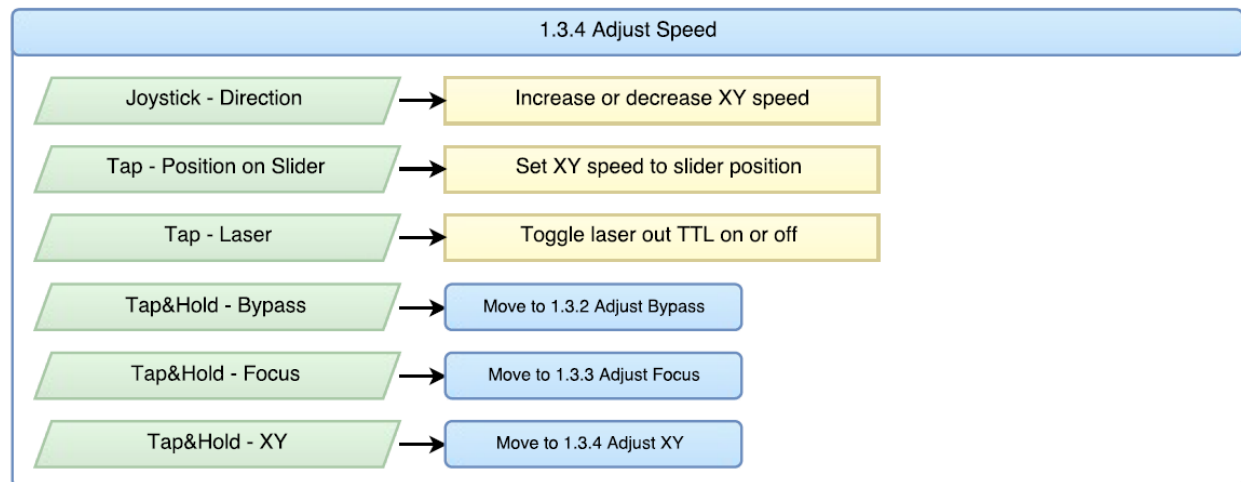 1.3.4 Adjust Speed
Joystick - Direction
Increase or decrease XY speed
Tap - Position on Slider
Set XY speed to slider position
Tap - Laser
Toggle laser out TTL on or off
Tap&Hold - Bypass
Move to 1.3.2 Adjust Bypass
Tap&Hold - Focus
Move to 1.3.3 Adjust Focus
Tap&Hold - XY
Move to 1.3.4 Adjust XY